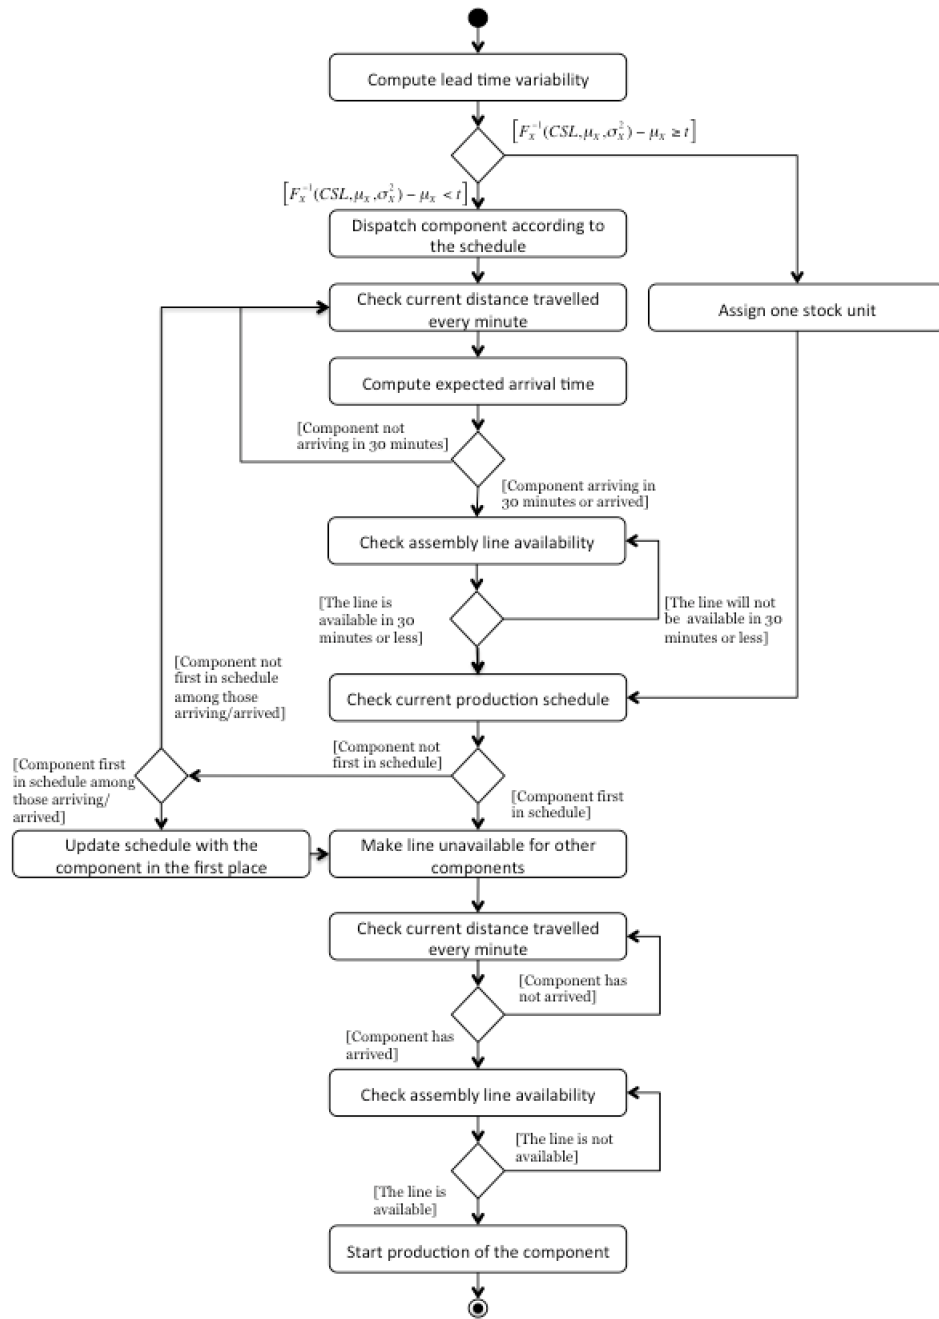 Compute lead time variability
[F_X^{-1}(CSL, μ_X, σ_X^2) − μ_X ≥ t]
[F_X^{-1}(CSL, μ_X, σ_X^2) − μ_X < t]
Dispatch component according to
the schedule
Check current distance travelled
every minute
Assign one stock unit
Compute expected arrival time
[Component not
arriving in 30 minutes]
[Component arriving in
30 minutes or arrived]
Check assembly line availability
[The line is
available in 30
minutes or less]
[The line will not
be available in 30
minutes or less]
[Component not
first in schedule
among those
arriving/arrived]
Check current production schedule
[Component not
first in schedule]
[Component first
in schedule among
those arriving/
arrived]
[Component first
in schedule]
Update schedule with the
component in the first place
Make line unavailable for other
components
Check current distance travelled
every minute
[Component has
not arrived]
[Component has
arrived]
Check assembly line availability
[The line is not
available]
[The line is
available]
Start production of the component